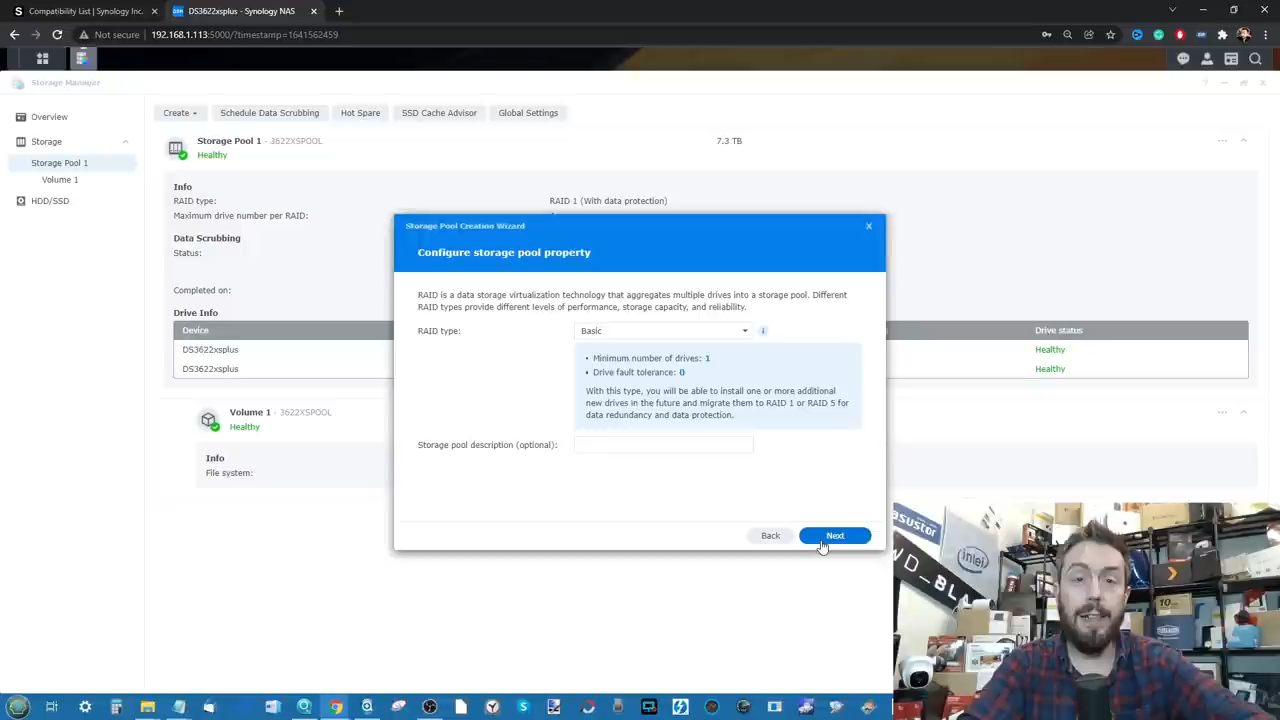 Compatibility List | Synology Inc.
DS3622xsplus - Synology NAS
Not secure
192.168.1.113:5000/?timestamp=1641562459
Storage Manager
Overview
Storage
Storage Pool 1
Volume 1
HDD/SSD
Create
Schedule Data Scrubbing
Hot Spare
SSD Cache Advisor
Global Settings
Storage Pool 1 - 3622XSPOOL
7.3 TB
Healthy
Info
RAID type:
RAID 1 (With data protection)
Maximum drive number per RAID:
Data Scrubbing
Status:
Completed on:
Drive Info
Device
Drive status
DS3622xsplus
Healthy
DS3622xsplus
Healthy
Volume 1 - 3622XSPOOL
Healthy
Info
File system:
Storage Pool Creation Wizard
Configure storage pool property
RAID is a data storage virtualization technology that aggregates multiple drives into a storage pool. Different
RAID types provide different levels of performance, storage capacity, and reliability.
RAID type:
Basic
• Minimum number of drives: 1
• Drive fault tolerance: 0
With this type, you will be able to install one or more additional
new drives in the future and migrate them to RAID 1 or RAID 5 for
data redundancy and data protection.
Storage pool description (optional):
Back
Next
asustor
intel
WD_BLA